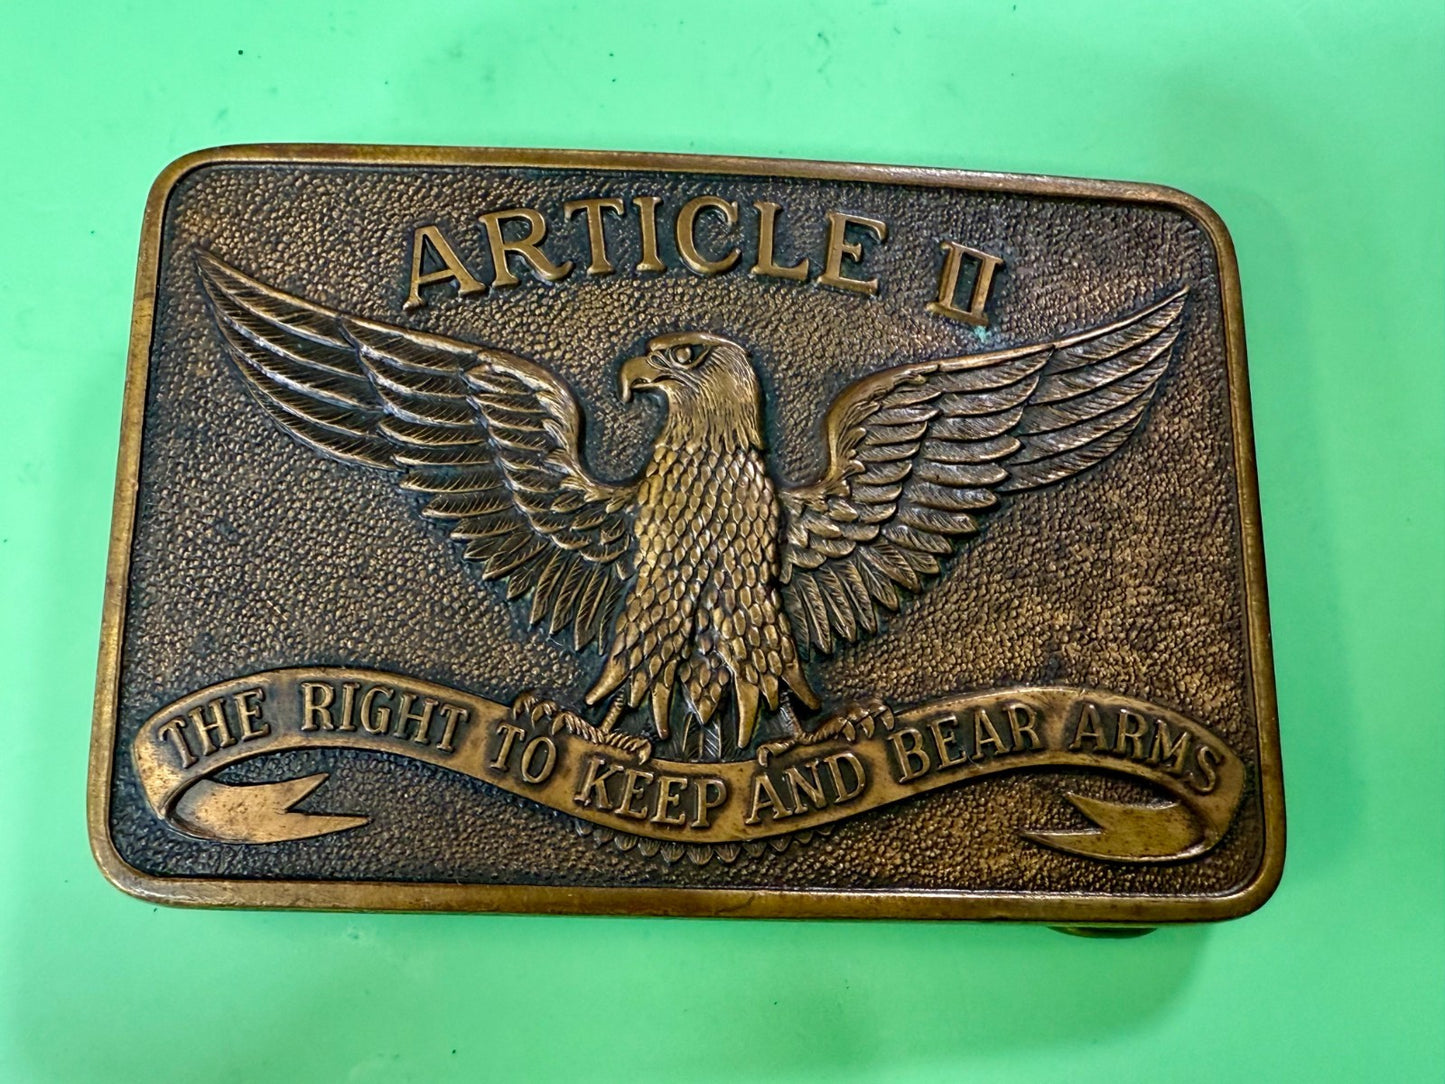 ARTICLE II
THE RIGHT TO KEEP AND BEAR ARMS